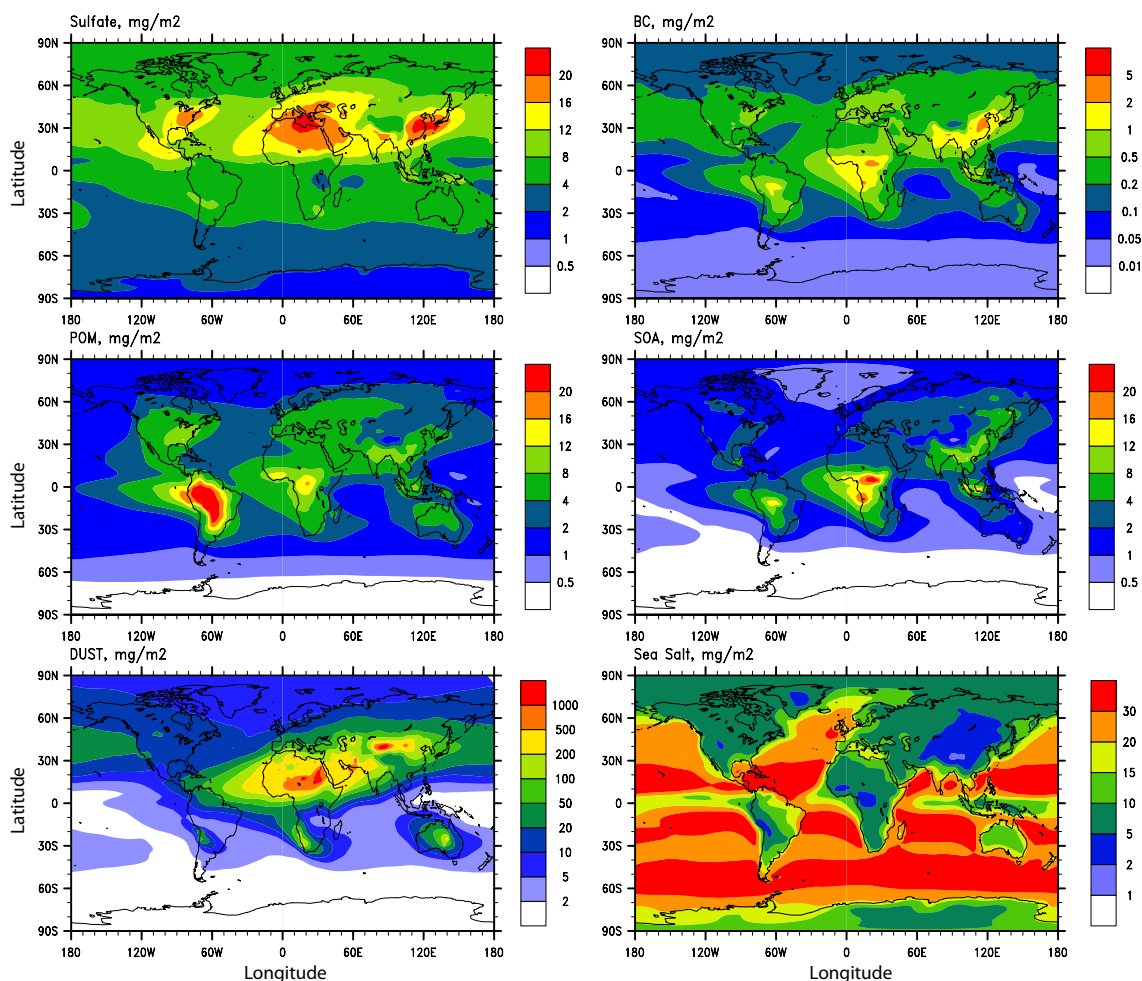 Sulfate, mg/m2
90N
60N
30N
0
30S
60S
90S
180 120W 60W 0 60E 120E 180
Latitude
20
16
12
8
4
2
1
0.5
BC, mg/m2
90N
60N
30N
0
30S
60S
90S
180 120W 60W 0 60E 120E 180
5
2
1
0.5
0.2
0.1
0.05
0.01
POM, mg/m2
90N
60N
30N
0
30S
60S
90S
180 120W 60W 0 60E 120E 180
Latitude
20
16
12
8
4
2
1
0.5
SOA, mg/m2
90N
60N
30N
0
30S
60S
90S
180 120W 60W 0 60E 120E 180
20
16
12
8
4
2
1
0.5
DUST, mg/m2
90N
60N
30N
0
30S
60S
90S
180 120W 60W 0 60E 120E 180
Latitude
Longitude
1000
500
200
100
50
20
10
5
2
Sea Salt, mg/m2
90N
60N
30N
0
30S
60S
90S
180 120W 60W 0 60E 120E 180
Longitude
30
20
15
10
5
2
1